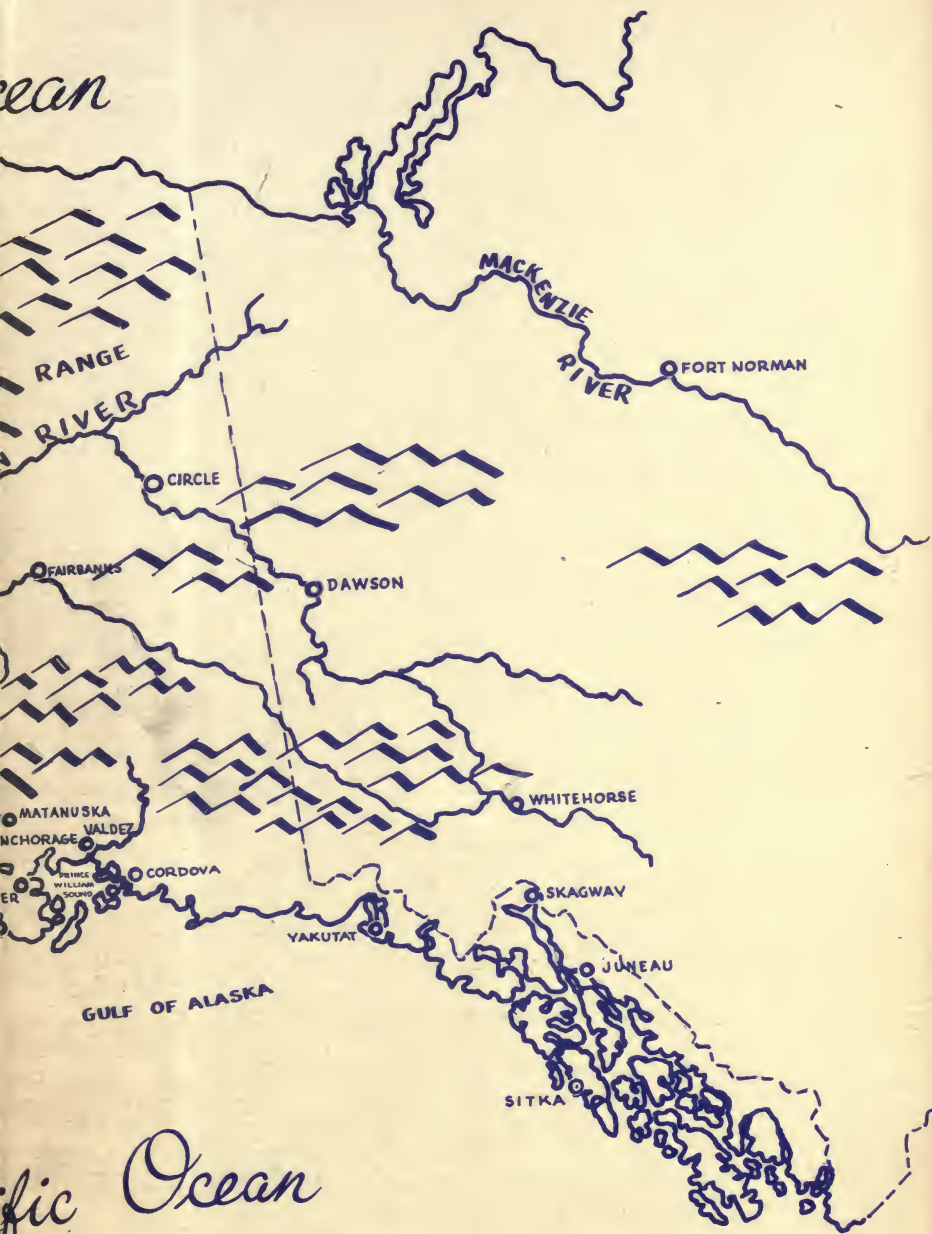 cean
MACKENZIE
RIVER
FORT NORMAN
RANGE
RIVER
CIRCLE
FAIRBANKS
DAWSON
WHITEHORSE
MATANUSKA
NCHORAGE
VALDEZ
PRINCE
WILLIAM
SOUND
CORDOVA
ER
SKAGWAY
YAKUTAT
JUNEAU
GULF OF ALASKA
SITKA
ific Ocean